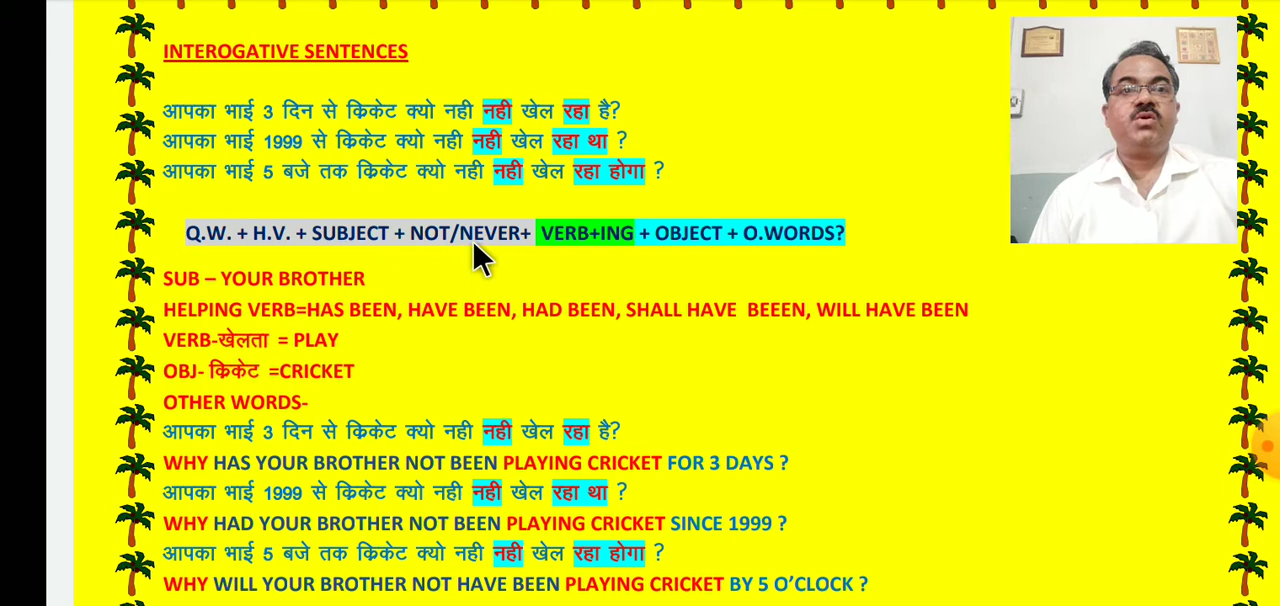 INTEROGATIVE SENTENCES
आपका भाई 3 दिन से क्रिकेट क्यो नही नही खेल रहा है?
आपका भाई 1999 से क्रिकेट क्यो नही नही खेल रहा था ?
आपका भाई 5 बजे तक क्रिकेट क्यो नही नही खेल रहा होगा ?
Q.W. + H.V. + SUBJECT + NOT/NEVER+ VERB+ING + OBJECT + O.WORDS?
SUB – YOUR BROTHER
HELPING VERB=HAS BEEN, HAVE BEEN, HAD BEEN, SHALL HAVE BEEEN, WILL HAVE BEEN
VERB-खेलता = PLAY
OBJ- क्रिकेट =CRICKET
OTHER WORDS-
आपका भाई 3 दिन से क्रिकेट क्यो नही नही खेल रहा है?
WHY HAS YOUR BROTHER NOT BEEN PLAYING CRICKET FOR 3 DAYS ?
आपका भाई 1999 से क्रिकेट क्यो नही नही खेल रहा था ?
WHY HAD YOUR BROTHER NOT BEEN PLAYING CRICKET SINCE 1999 ?
आपका भाई 5 बजे तक क्रिकेट क्यो नही नही खेल रहा होगा ?
WHY WILL YOUR BROTHER NOT HAVE BEEN PLAYING CRICKET BY 5 O'CLOCK ?